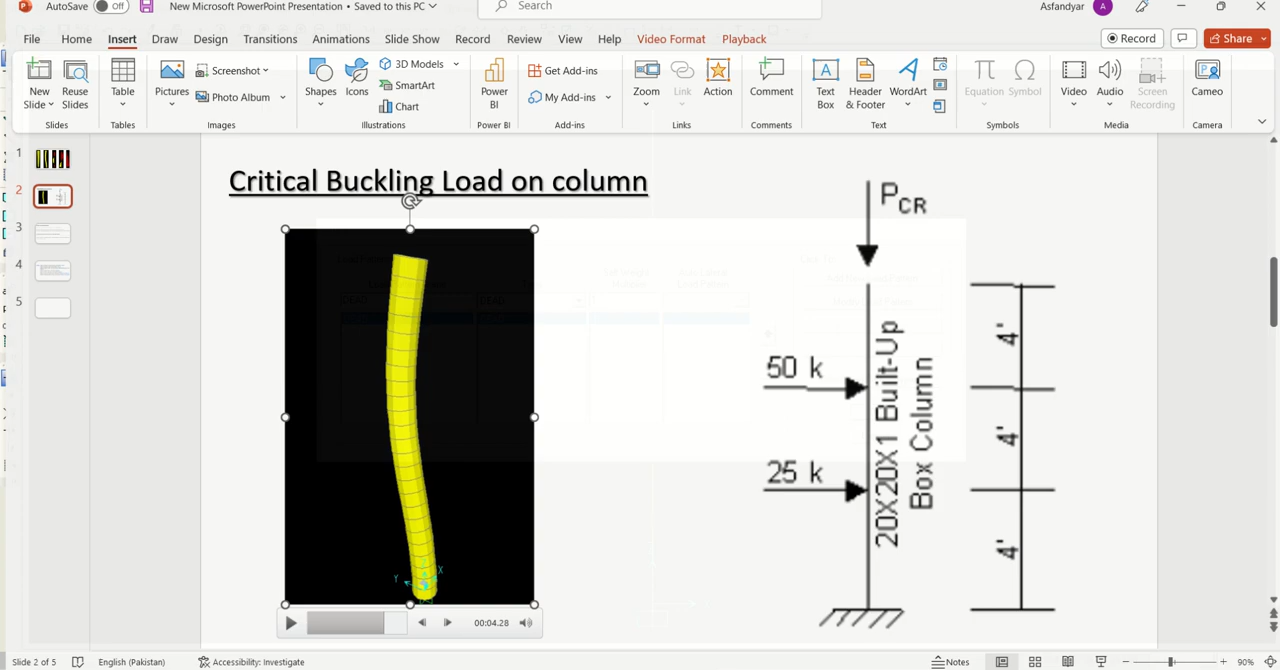 AutoSave Off New Microsoft PowerPoint Presentation • Saved to this PC Search Asfandyar A
File Home Insert Draw Design Transitions Animations Slide Show Record Review View Help Video Format Playback Record Share
New Slide Reuse Slides Table Pictures Screenshot Photo Album Shapes Icons 3D Models SmartArt Chart Power BI Get Add-ins My Add-ins Zoom Link Action Comment Text Box Header & Footer WordArt Equation Symbol Video Audio Screen Recording Cameo
Slides Tables Images Illustrations Power BI Add-ins Links Comments Text Symbols Media Camera
1
2
3
4
5
Critical Buckling Load on column
PCR
50 k
25 k
20X20X1 Built-Up
Box Column
4'
4'
4'
Y X
00:04.28
Slide 2 of 5 English (Pakistan) Accessibility: Investigate Notes 90%